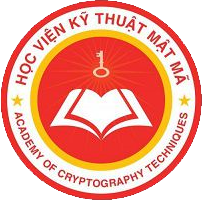 HỌC VIỆN KỸ THUẬT MẬT MÃ
ACADEMY OF CRYPTOGRAPHY TECHNIQUES